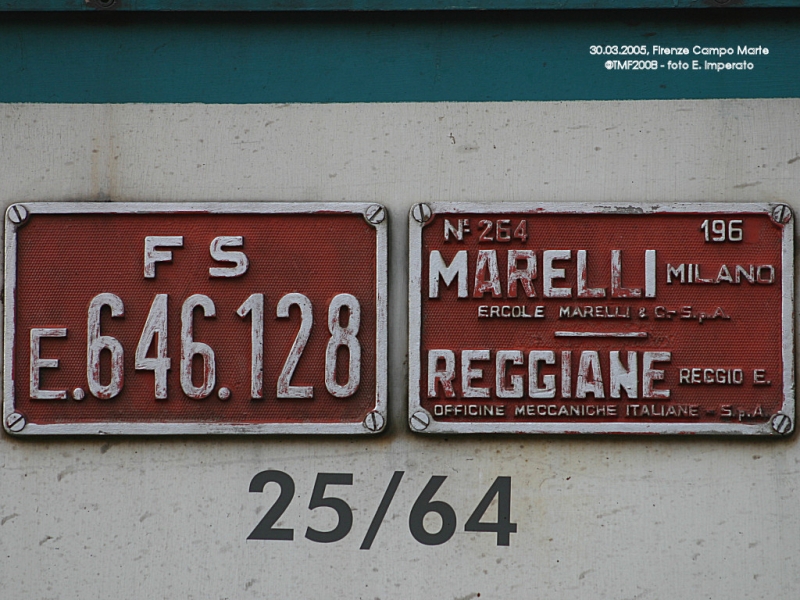 30.03.2005, Firenze Campo Marte
©TMF2008 - foto E. Imperato
F S
E.646.128
Nº 264 196
MARELLI MILANO
ERCOLE MARELLI & C.- S.p.A.
REGGIANE REGGIO E.
OFFICINE MECCANICHE ITALIANE - S.p.A.
25/64